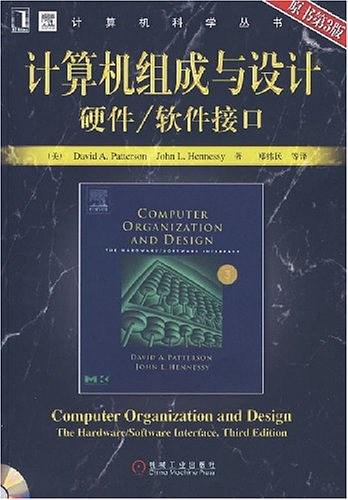 计算机科学丛书
原书第3版
计算机组成与设计
硬件/软件接口
(美) David A. Patterson John L. Hennessy 著 郑纬民 等译
ELSEVIER
COMPUTER
ORGANIZATION
AND DESIGN
THE HARDWARE/SOFTWARE INTERFACE
3
DAVID A. PATTERSON
JOHN L. HENNESSY
MK
Computer Organization and Design
The Hardware/Software Interface, Third Edition
机械工业出版社
China Machine Press